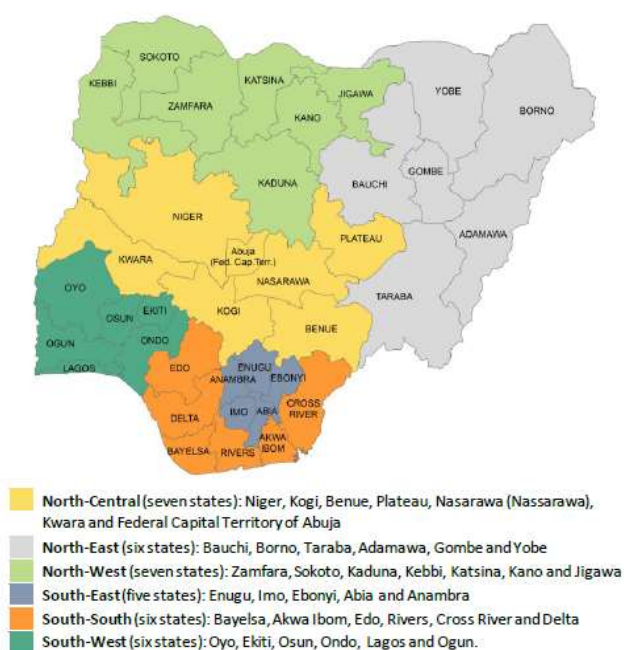 SOKOTO
KEBBI
KATSINA
JIGAWA
YOBE
BORNO
ZAMFARA
KANO
KADUNA
BAUCHI
GOMBE
NIGER
PLATEAU
ADAMAWA
KWARA
Abuja
(Fed. Cap.Terr.)
NASARAWA
TARABA
OYO
OSUN
EKITI
KOGI
BENUE
OGUN
ONDO
LAGOS
EDO
ENUGU
ANAMBRA
EBONYI
DELTA
IMO
ABIA
CROSS
RIVER
BAYELSA
RIVERS
AKWA
IBOM
North-Central (seven states): Niger, Kogi, Benue, Plateau, Nasarawa (Nassarawa),
Kwara and Federal Capital Territory of Abuja
North-East (six states): Bauchi, Borno, Taraba, Adamawa, Gombe and Yobe
North-West (seven states): Zamfara, Sokoto, Kaduna, Kebbi, Katsina, Kano and Jigawa
South-East (five states): Enugu, Imo, Ebonyi, Abia and Anambra
South-South (six states): Bayelsa, Akwa Ibom, Edo, Rivers, Cross River and Delta
South-West (six states): Oyo, Ekiti, Osun, Ondo, Lagos and Ogun.